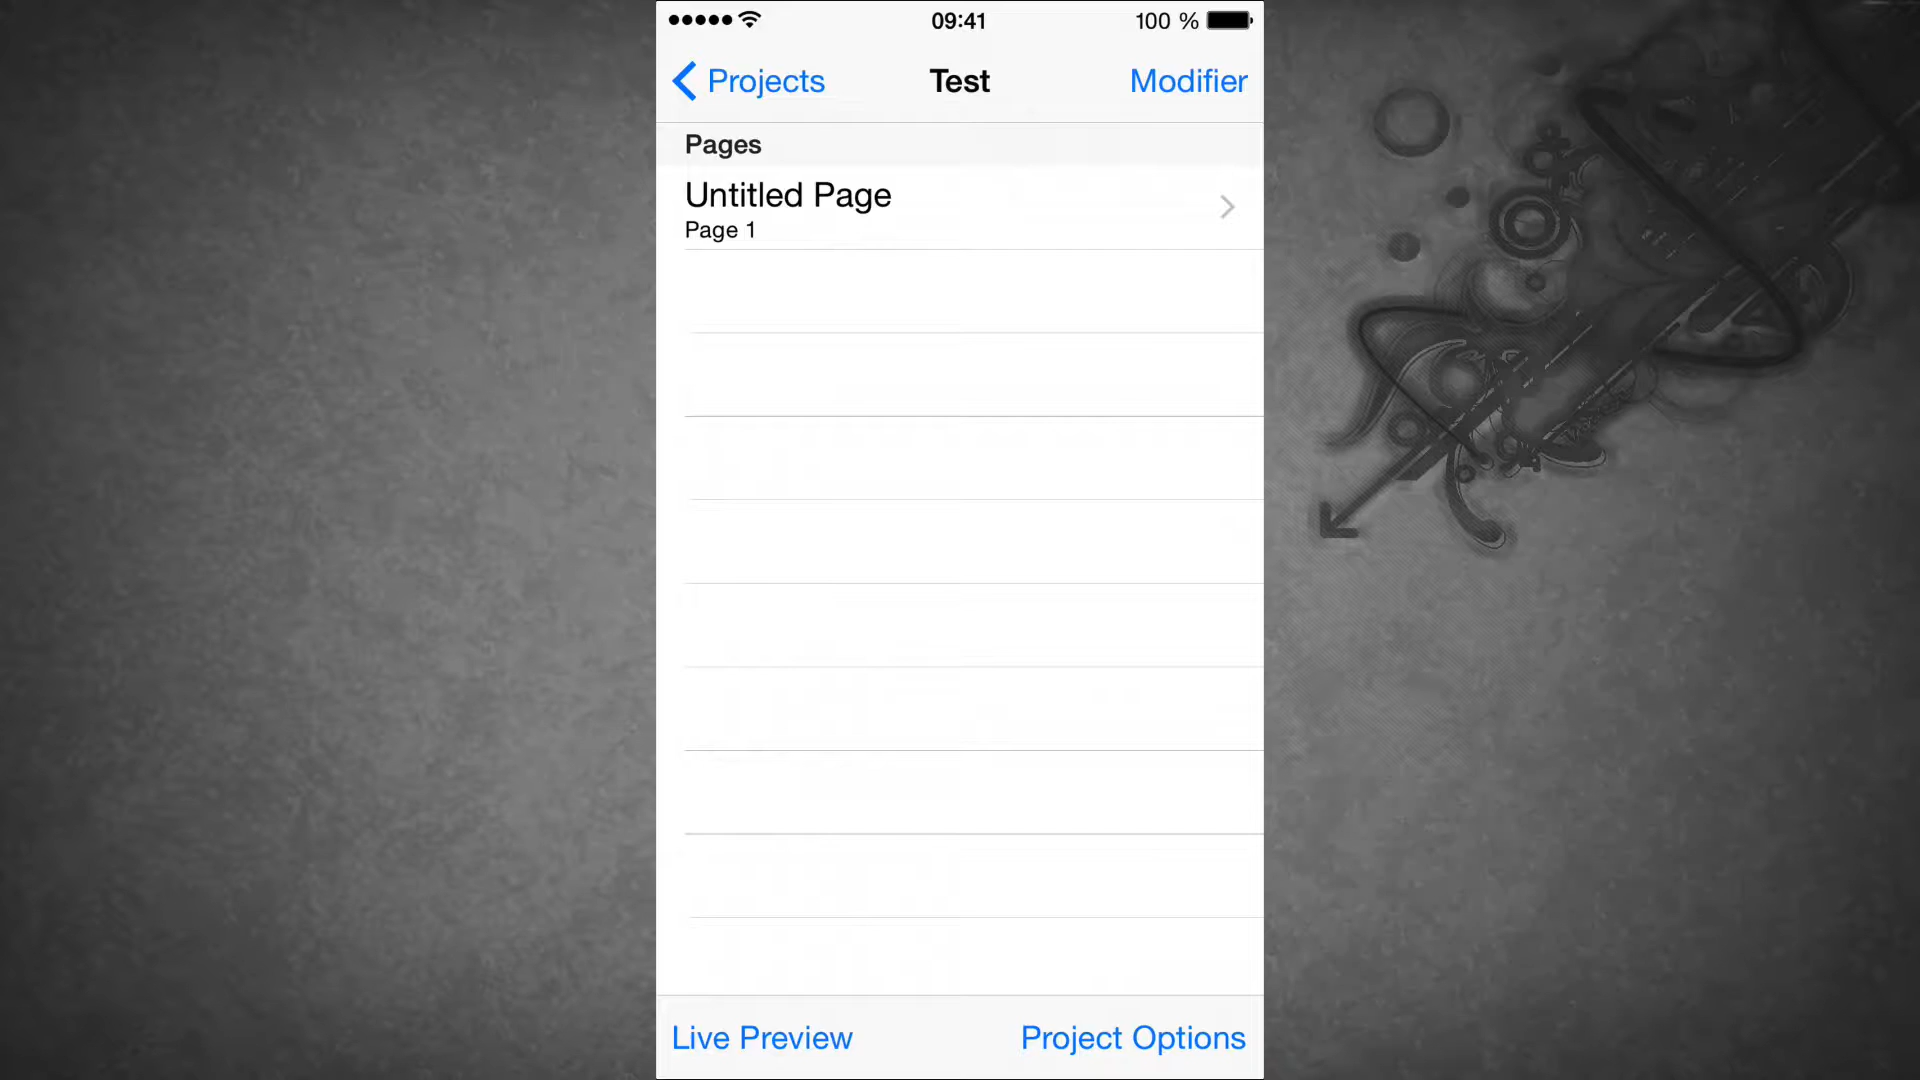 09:41
100 %
Projects
Test
Modifier
Pages
Untitled Page
Page 1
Live Preview
Project Options